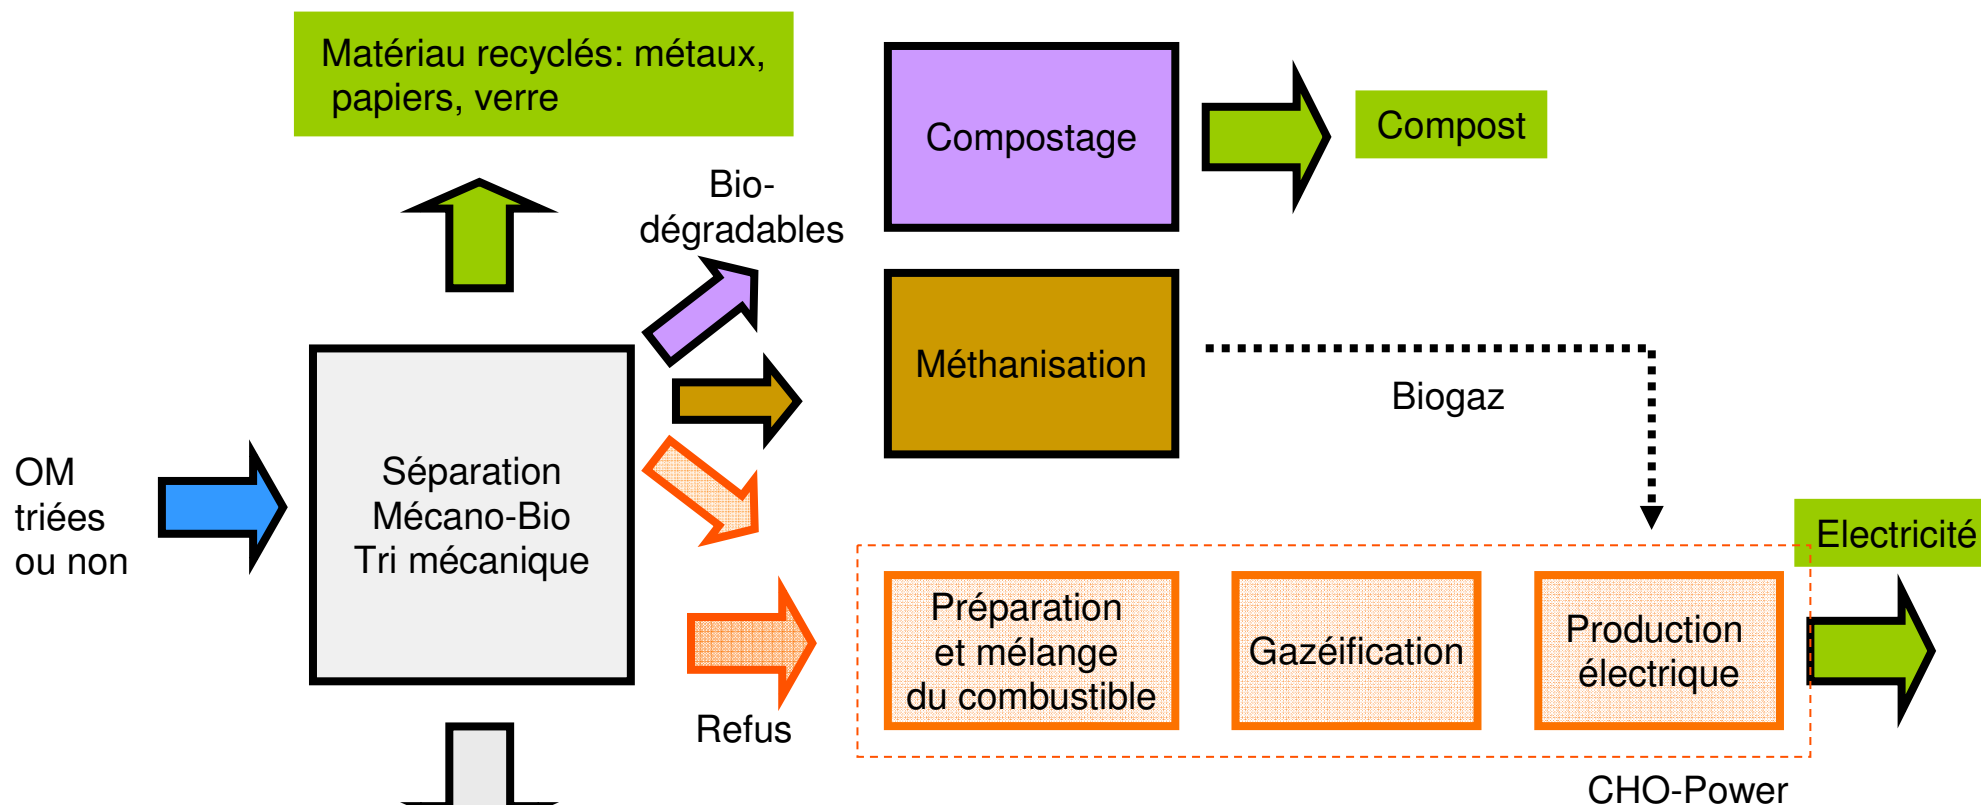 Matériau recyclés: métaux,
papiers, verre
Compostage
Compost
Bio-
dégradables
Méthanisation
Biogaz
OM
triées
ou non
Séparation
Mécano-Bio
Tri mécanique
Electricité
Préparation
et mélange
du combustible
Gazéification
Production
électrique
Refus
CHO-Power